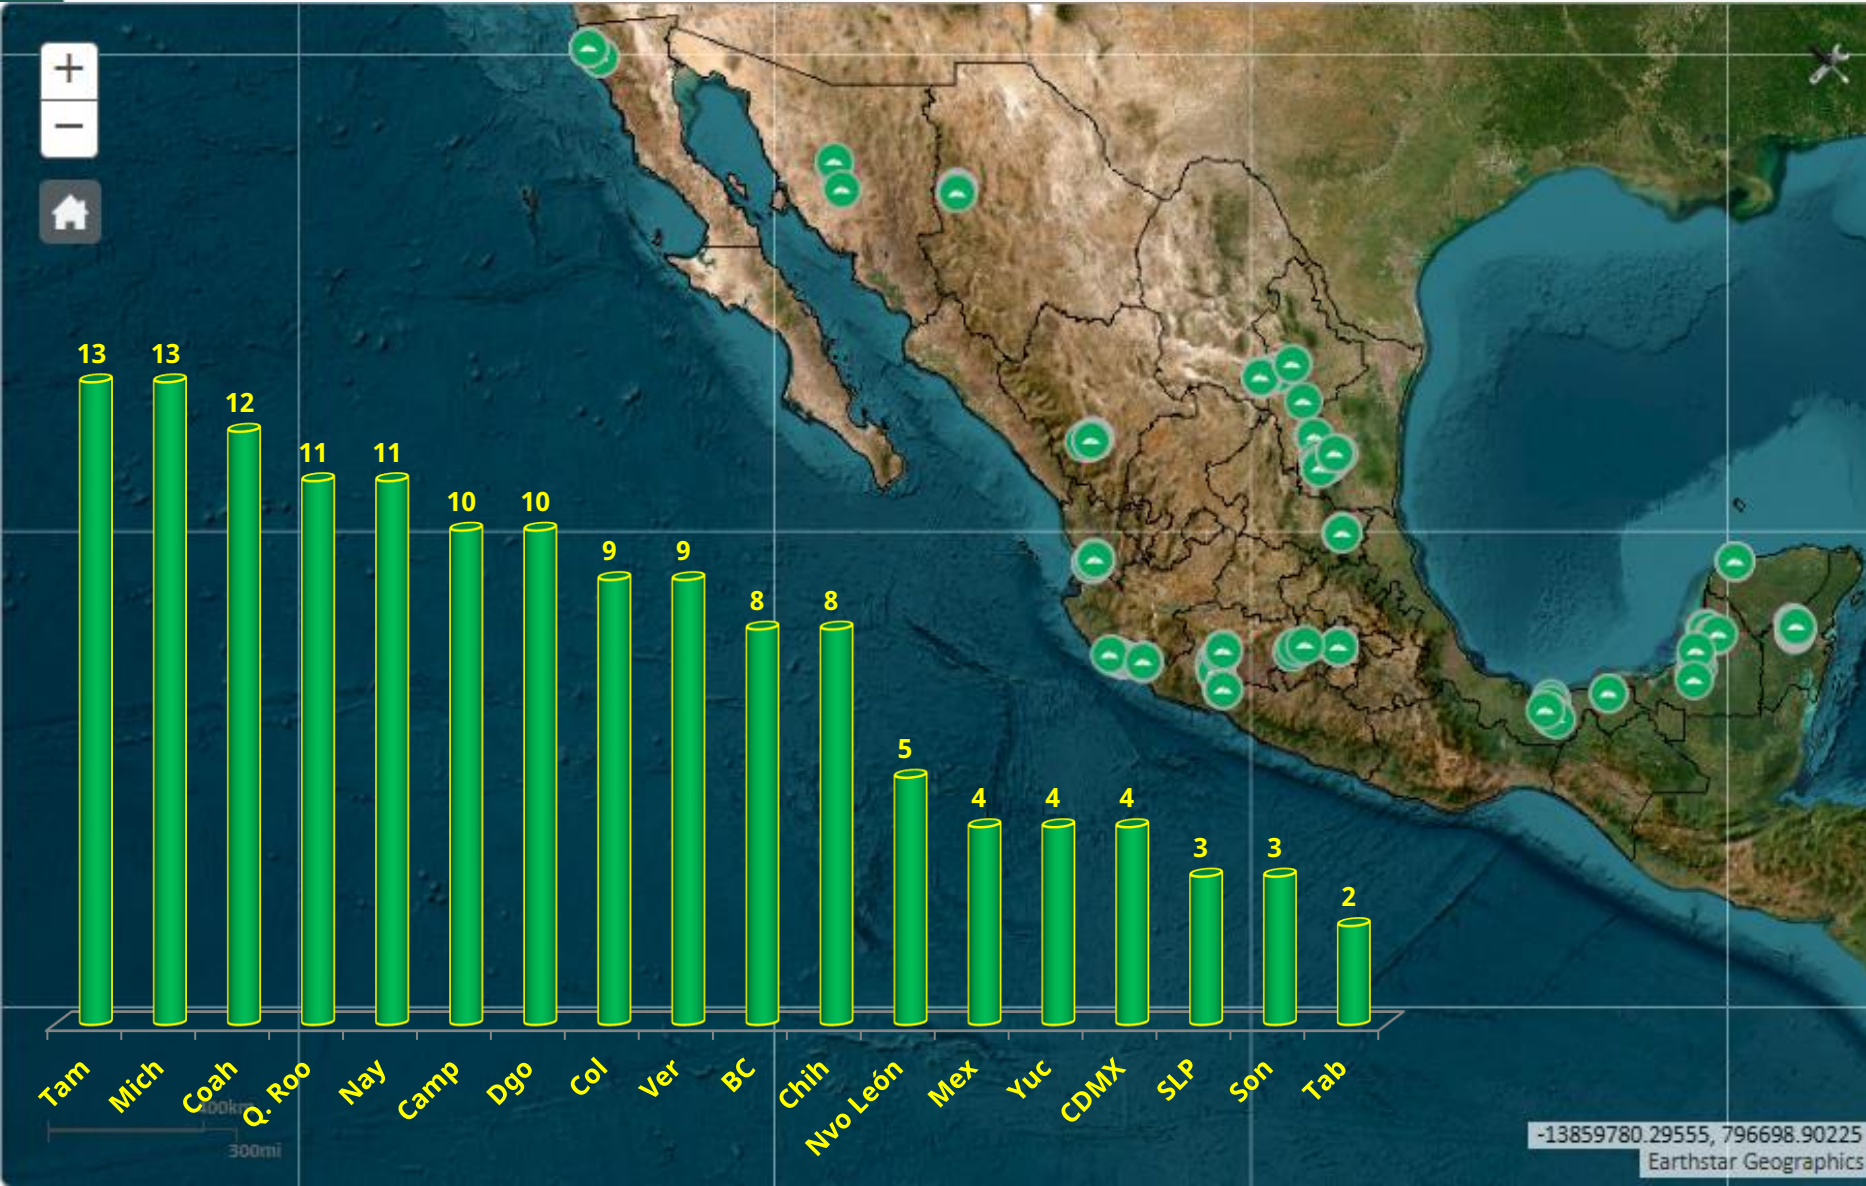 +
−
13
13
12
11
11
10
10
9
9
8
8
5
4
4
4
3
3
2
Tam
Mich
Coah
Q. Roo
Nay
Camp
Dgo
Col
Ver
BC
Chih
Nvo León
Mex
Yuc
CDMX
SLP
Son
Tab
400km
300mi
-13859780.29555, 796698.90225
Earthstar Geographics